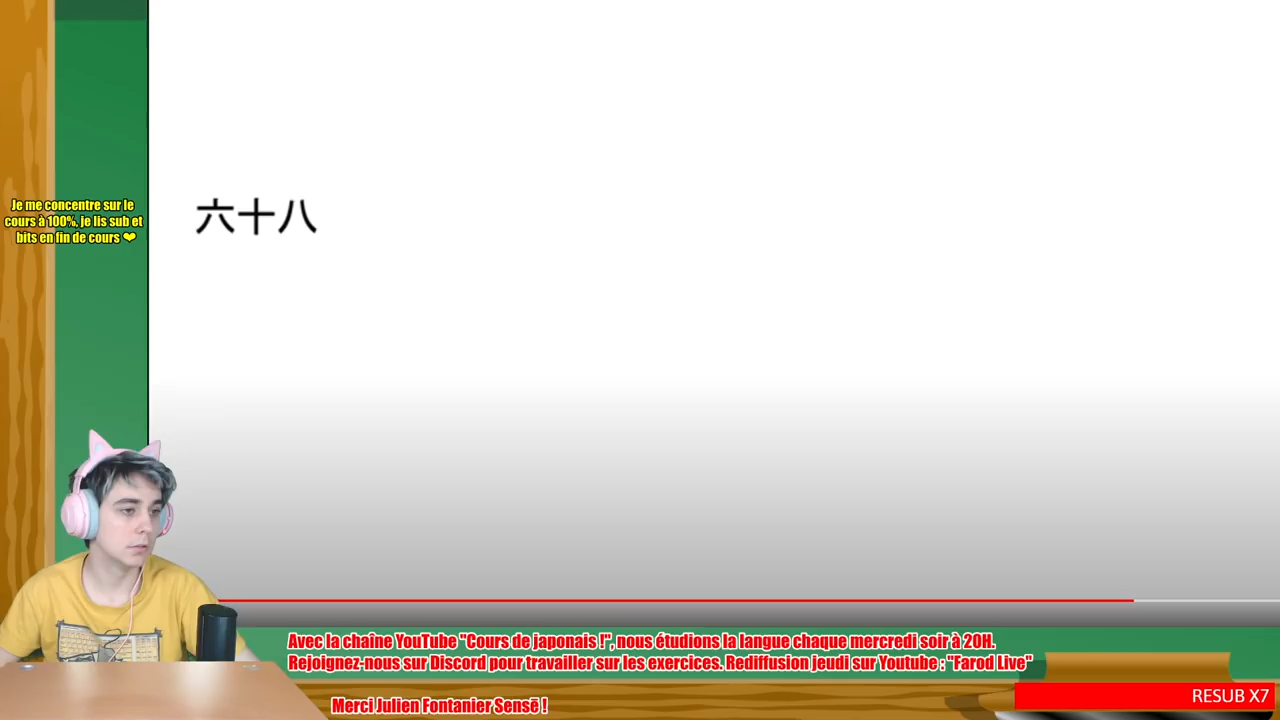 六十八
Je me concentre sur le
cours à 100%, je lis sub et
bits en fin de cours ❤
Avec la chaîne YouTube "Cours de japonais !", nous étudions la langue chaque mercredi soir à 20H.
Rejoignez-nous sur Discord pour travailler sur les exercices. Rediffusion jeudi sur Youtube : "Farod Live"
Merci Julien Fontanier Sensē !
RESUB X7